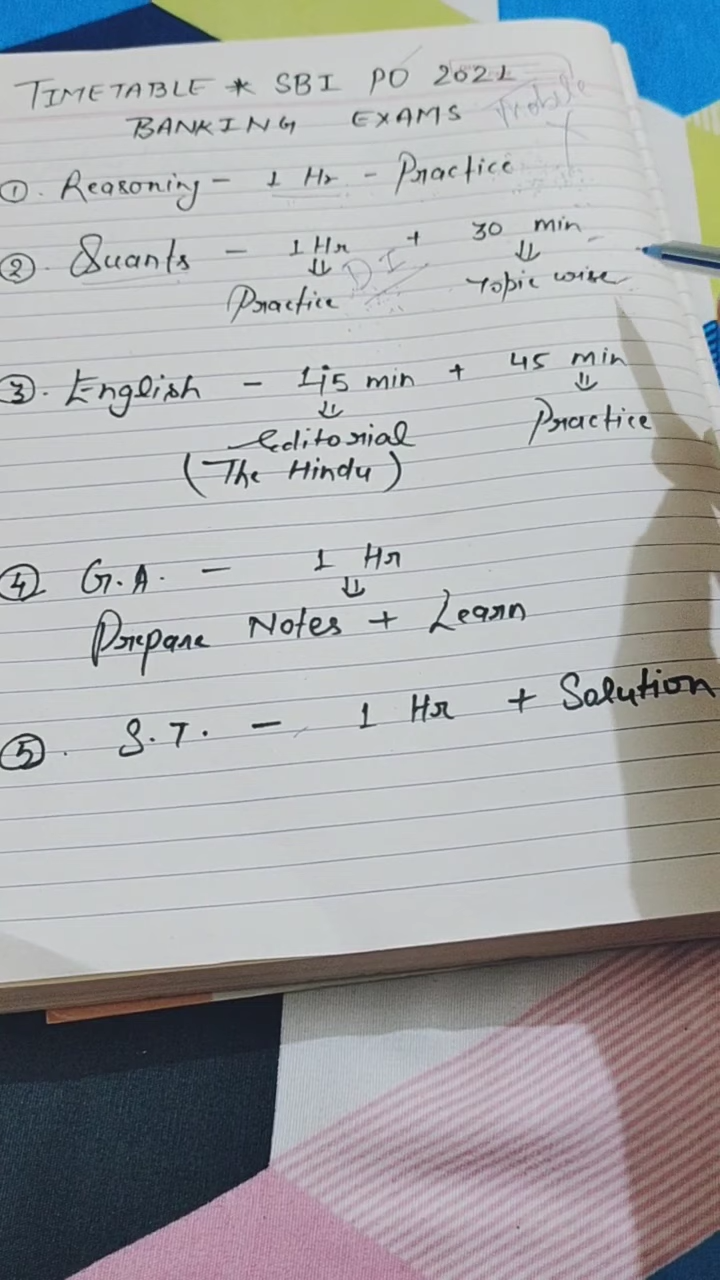 TIMETABLE * SBI PO 2021
BANKING EXAMS
①. Reasoning - 1 Hr - Practice
②. Quants - 1 Hr + 30 min
⇓ DI ⇓
Practice Topic wise
③. English - 15 min + 45 min
⇓ ⇓
Editorial Practice
(The Hindu)
④ G.A. - 1 Hr
⇓
Prepare Notes + Learn
⑤. S.T. - 1 Hr + Solution